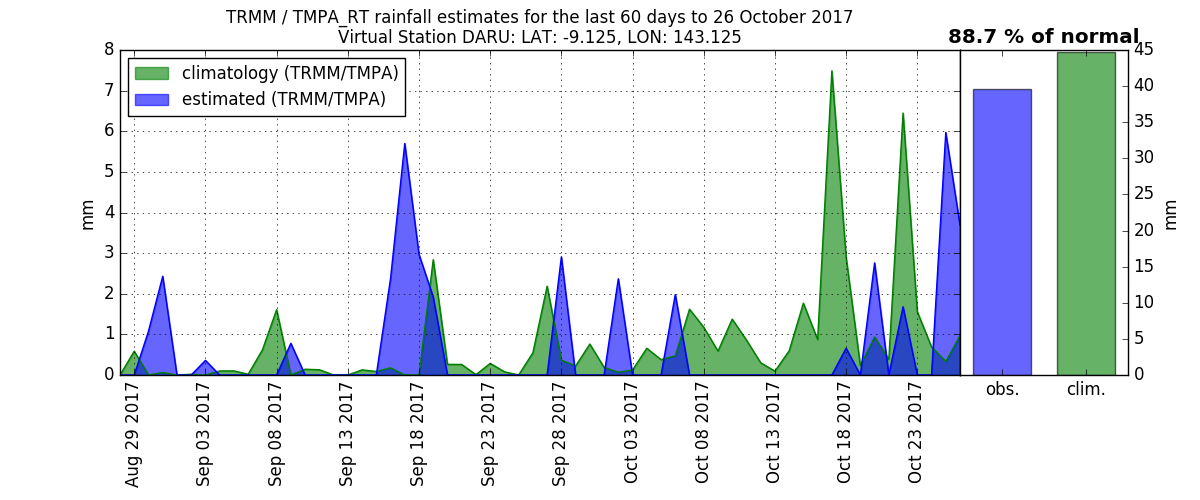 TRMM / TMPA_RT rainfall estimates for the last 60 days to 26 October 2017
Virtual Station DARU: LAT: -9.125, LON: 143.125
88.7 % of normal
climatology (TRMM/TMPA)
estimated (TRMM/TMPA)
mm
8
7
6
5
4
3
2
1
0
Aug 29 2017
Sep 03 2017
Sep 08 2017
Sep 13 2017
Sep 18 2017
Sep 23 2017
Sep 28 2017
Oct 03 2017
Oct 08 2017
Oct 13 2017
Oct 18 2017
Oct 23 2017
obs.
clim.
45
40
35
30
25
20
15
10
5
0
mm